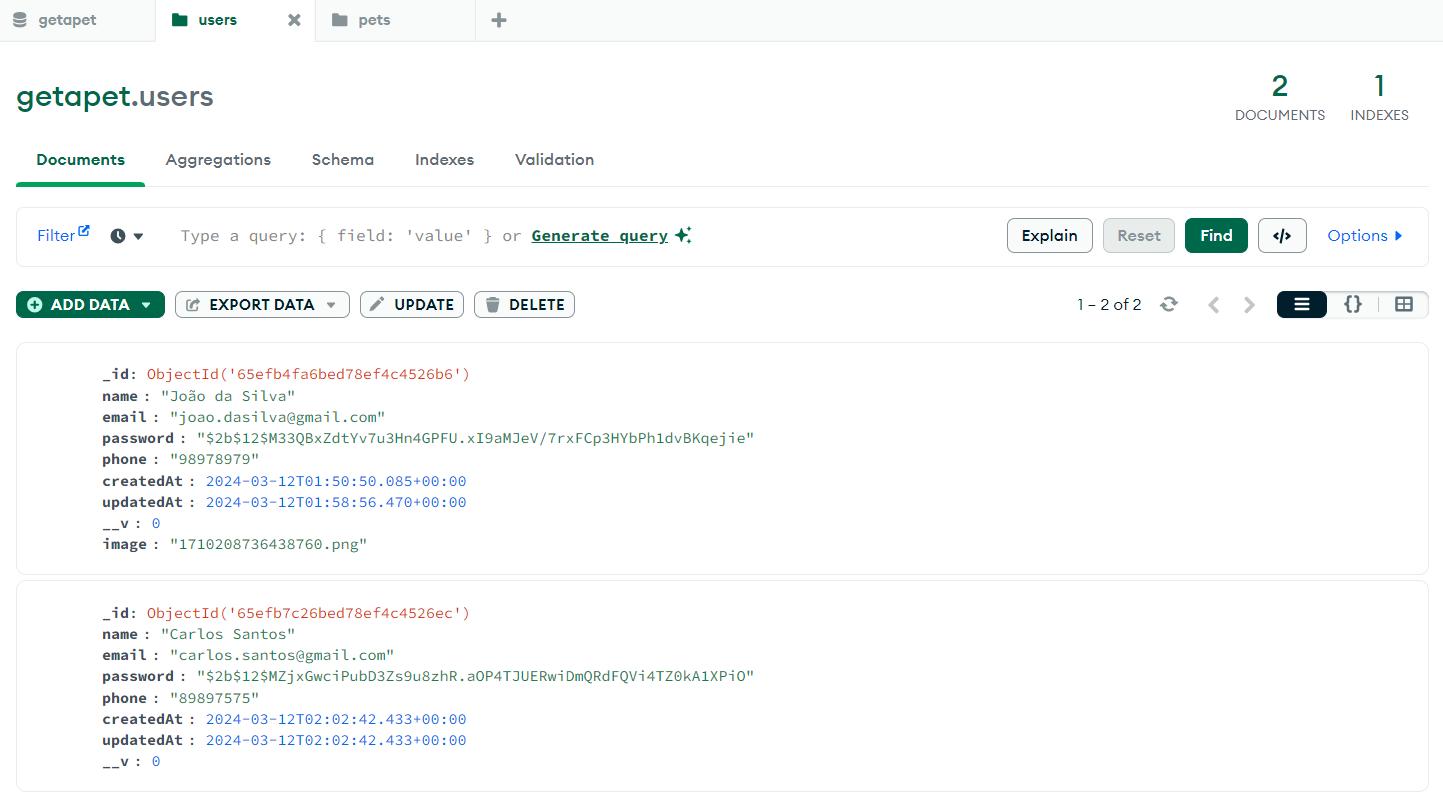 getapet users pets
getapet.users
2 1
DOCUMENTS INDEXES
Documents Aggregations Schema Indexes Validation
Filter Type a query: { field: 'value' } or Generate query Explain Reset Find </> Options
ADD DATA EXPORT DATA UPDATE DELETE 1 – 2 of 2 {}
_id: ObjectId('65efb4fa6bed78ef4c4526b6')
name : "João da Silva"
email : "joao.dasilva@gmail.com"
password : "$2b$12$M33QBxZdtYv7u3Hn4GPFU.xI9aMJeV/7rxFCp3HYbPh1dvBKqejie"
phone : "98978979"
createdAt : 2024-03-12T01:50:50.085+00:00
updatedAt : 2024-03-12T01:58:56.470+00:00
__v : 0
image : "1710208736438760.png"
_id: ObjectId('65efb7c26bed78ef4c4526ec')
name : "Carlos Santos"
email : "carlos.santos@gmail.com"
password : "$2b$12$MZjxGwciPubD3Zs9u8zhR.aOP4TJUERwiDmQRdFQVi4TZ0kA1XPiO"
phone : "89897575"
createdAt : 2024-03-12T02:02:42.433+00:00
updatedAt : 2024-03-12T02:02:42.433+00:00
__v : 0